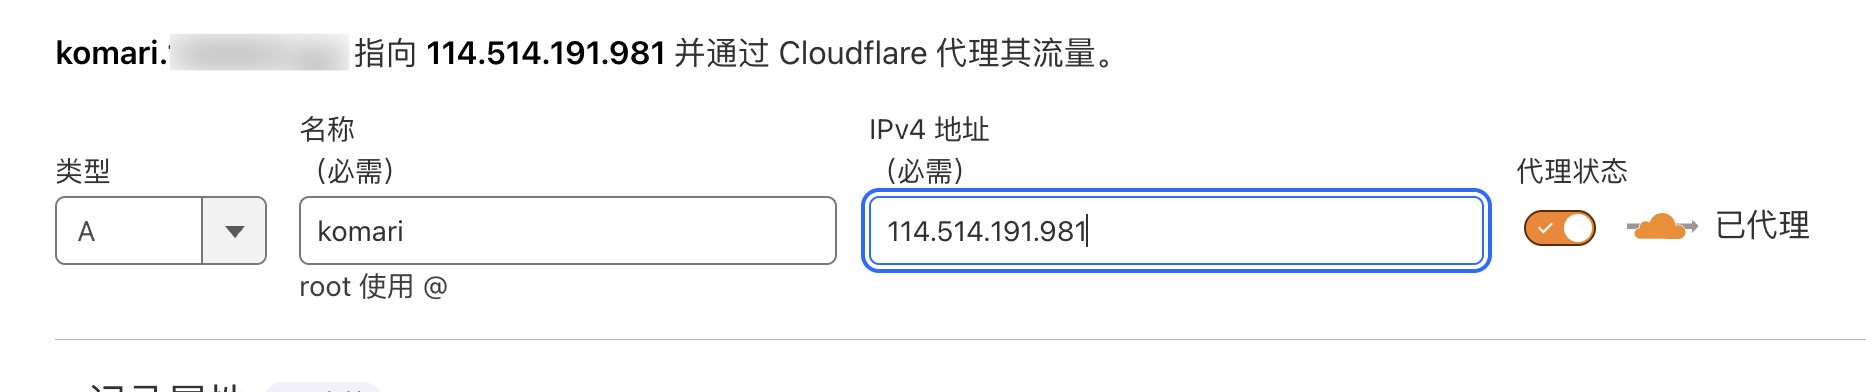 komari. 指向 114.514.191.981 并通过 Cloudflare 代理其流量。
类型
名称
（必需）
IPv4 地址
（必需）
代理状态
A
komari
114.514.191.981
已代理
root 使用 @